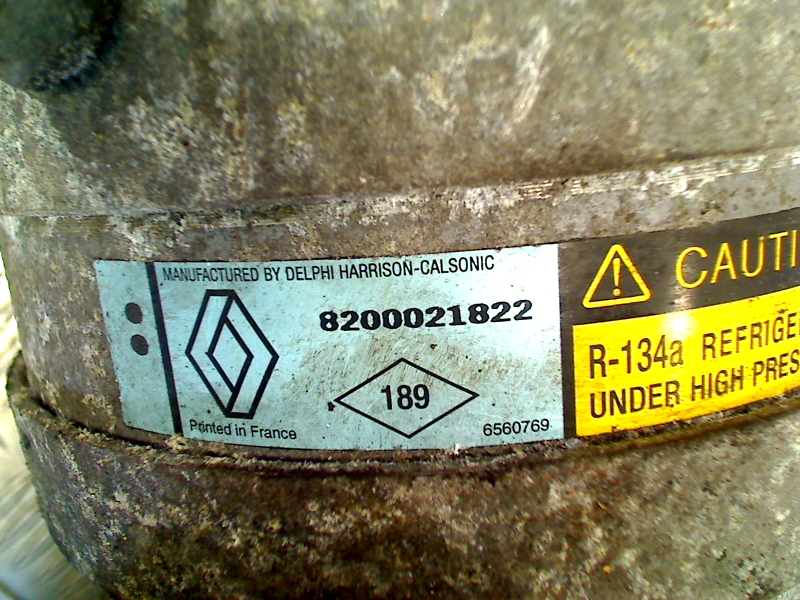 MANUFACTURED BY DELPHI HARRISON-CALSONIC
8200021822
189
Printed in France
6560769
CAUTI
R-134a REFRIGE
UNDER HIGH PRES